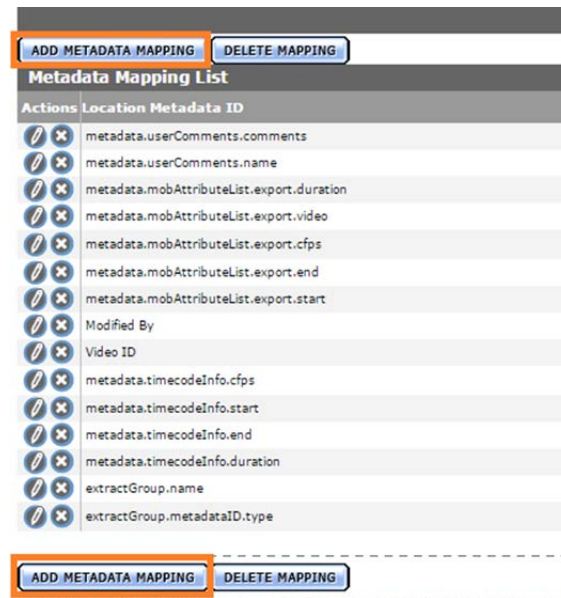 ADD METADATA MAPPING DELETE MAPPING
Metadata Mapping List
Actions Location Metadata ID
metadata.userComments.comments
metadata.userComments.name
metadata.mobAttributeList.export.duration
metadata.mobAttributeList.export.video
metadata.mobAttributeList.export.cfps
metadata.mobAttributeList.export.end
metadata.mobAttributeList.export.start
Modified By
Video ID
metadata.timecodeInfo.cfps
metadata.timecodeInfo.start
metadata.timecodeInfo.end
metadata.timecodeInfo.duration
extractGroup.name
extractGroup.metadataID.type
ADD METADATA MAPPING DELETE MAPPING